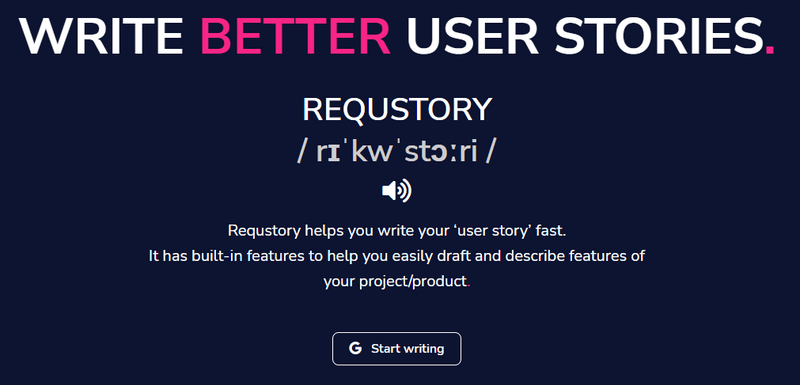 WRITE BETTER USER STORIES.
REQUSTORY
/ rɪˈkwˈstɔːri /
Requstory helps you write your ‘user story’ fast.
It has built-in features to help you easily draft and describe features of
your project/product.
G Start writing